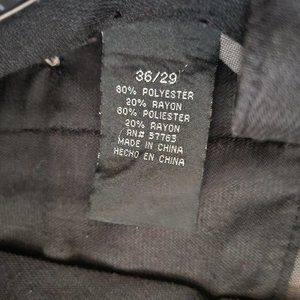 36/29
80% POLYESTER
20% RAYON
80% POLIESTER
20% RAYON
RN# 57763
MADE IN CHINA
HECHO EN CHINA